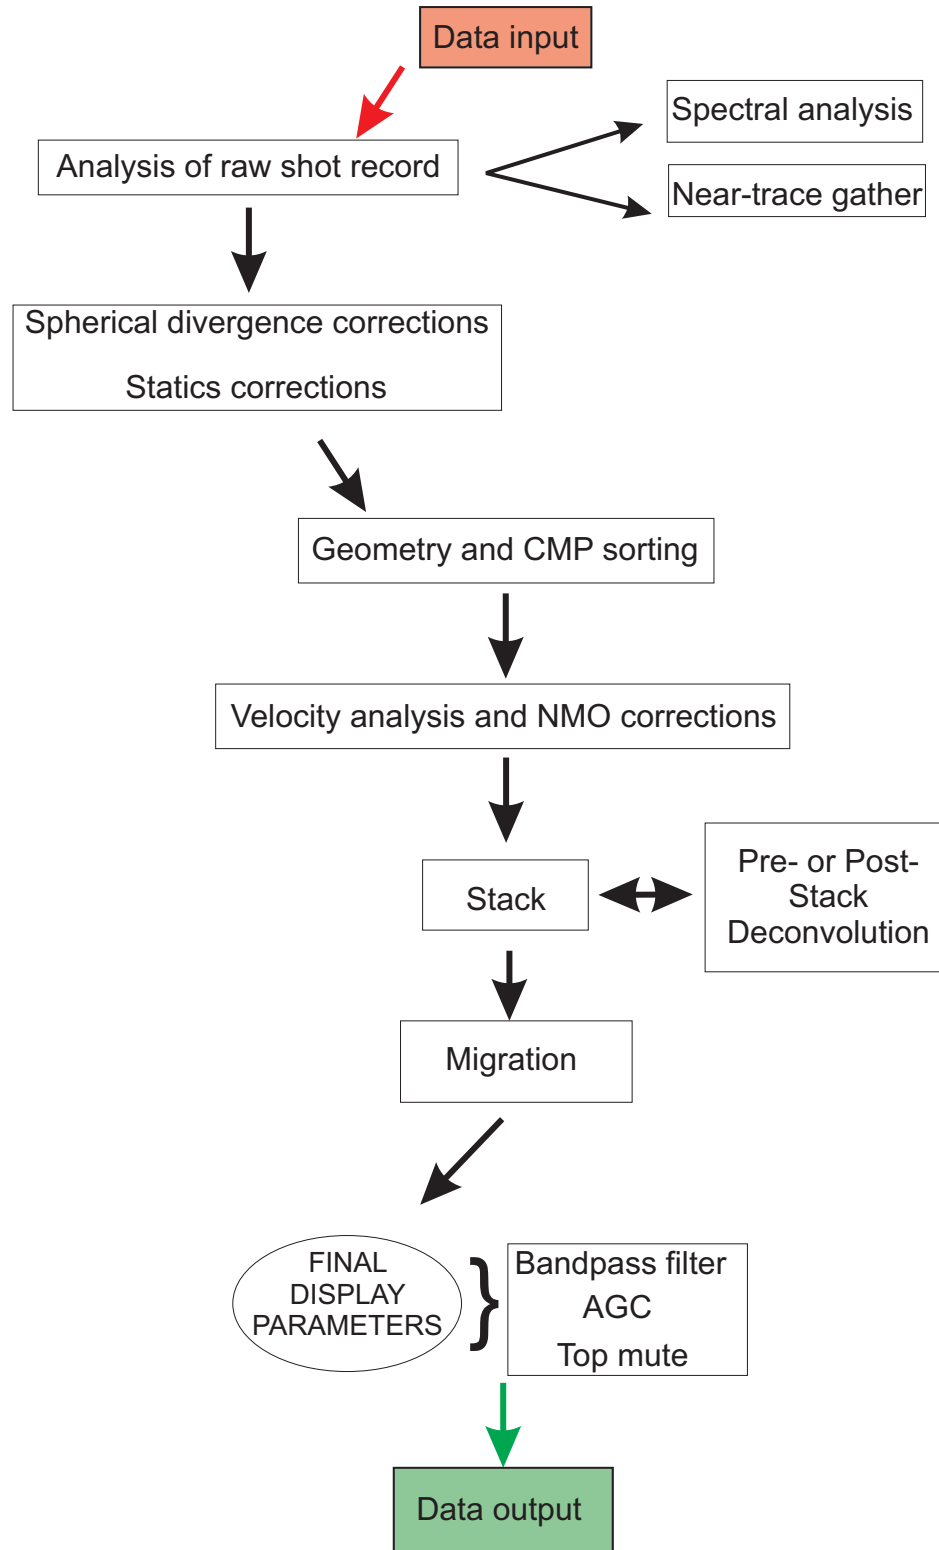 Data input
Analysis of raw shot record
Spectral analysis
Near-trace gather
Spherical divergence corrections
Statics corrections
Geometry and CMP sorting
Velocity analysis and NMO corrections
Stack
Pre- or Post-
Stack
Deconvolution
Migration
FINAL
DISPLAY
PARAMETERS
}
Bandpass filter
AGC
Top mute
Data output